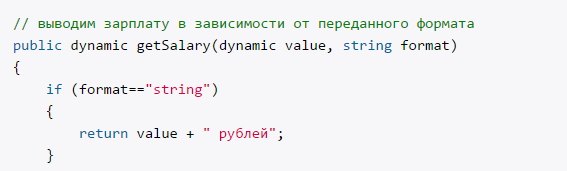 // выводим зарплату в зависимости от переданного формата
public dynamic getSalary(dynamic value, string format)
{
    if (format=="string")
    {
        return value + " рублей";
    }